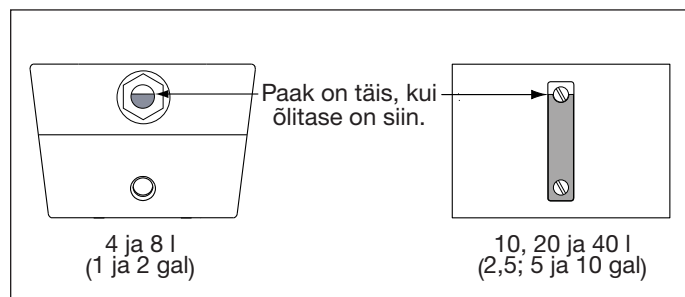 Paak on täis, kui
õlitase on siin.
4 ja 8 l
(1 ja 2 gal)
10, 20 ja 40 l
(2,5; 5 ja 10 gal)